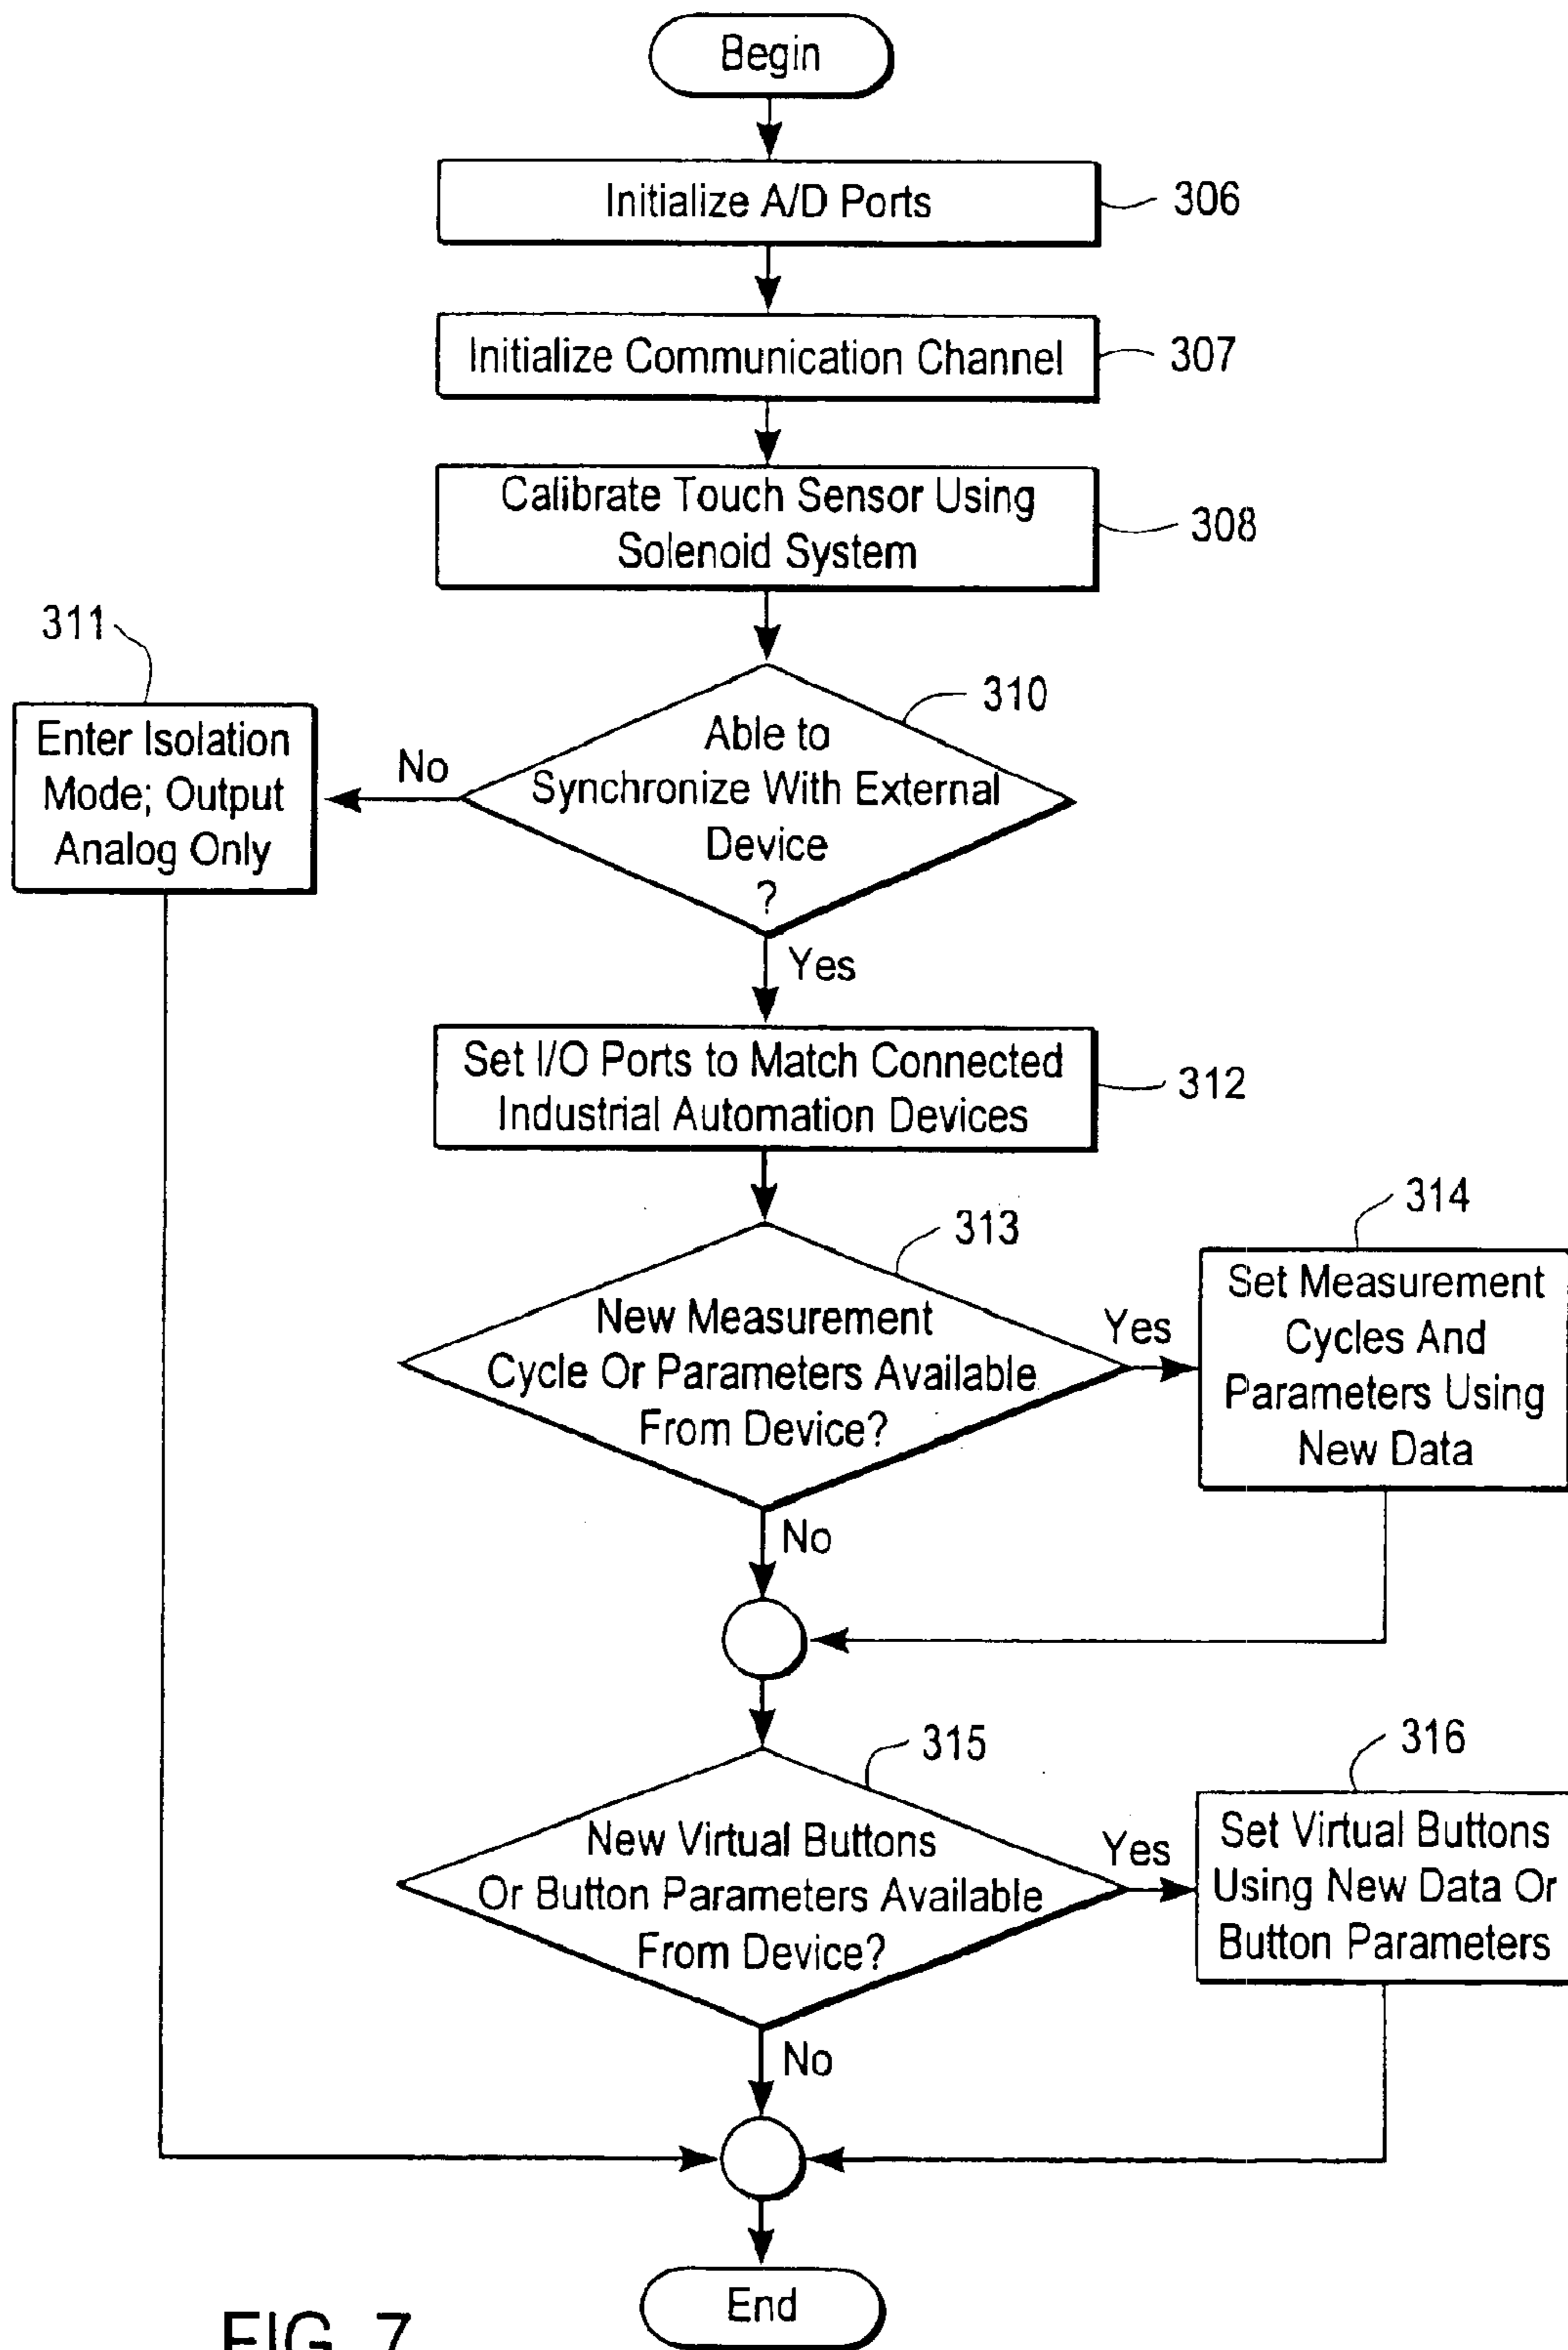 Begin
Initialize A/D Ports
306
Initialize Communication Channel
307
Calibrate Touch Sensor Using
Solenoid System
308
311
310
Enter Isolation
Mode; Output
Analog Only
No
Able to
Synchronize With External
Device
?
Yes
Set I/O Ports to Match Connected
Industrial Automation Devices
312
313
314
New Measurement
Cycle Or Parameters Available
From Device?
Yes
Set Measurement
Cycles And
Parameters Using
New Data
No
315
316
New Virtual Buttons
Or Button Parameters Available
From Device?
Yes
Set Virtual Buttons
Using New Data Or
Button Parameters
No
End
FIG. 7